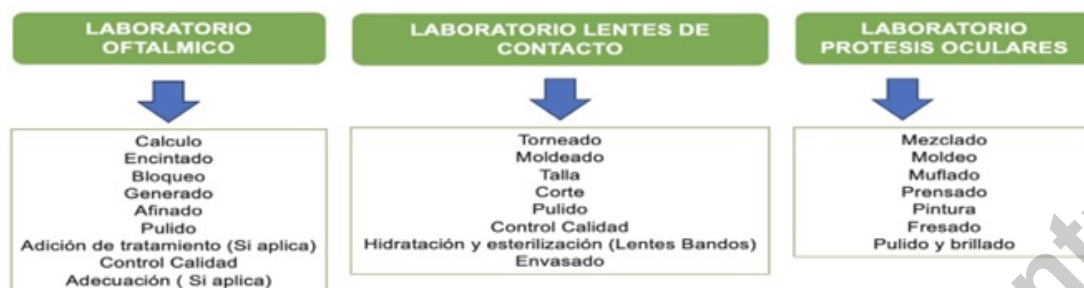 LABORATORIO
OFTALMICO
Calculo
Encintado
Bloqueo
Generado
Afinado
Pulido
Adición de tratamiento (Si aplica)
Control Calidad
Adecuación ( Si aplica)
LABORATORIO LENTES DE
CONTACTO
Torneado
Moldeado
Talla
Corte
Pulido
Control Calidad
Hidratación y esterilización (Lentes Bandos)
Envasado
LABORATORIO
PROTESIS OCULARES
Mezclado
Moldeo
Muflado
Prensado
Pintura
Fresado
Pulido y brillado